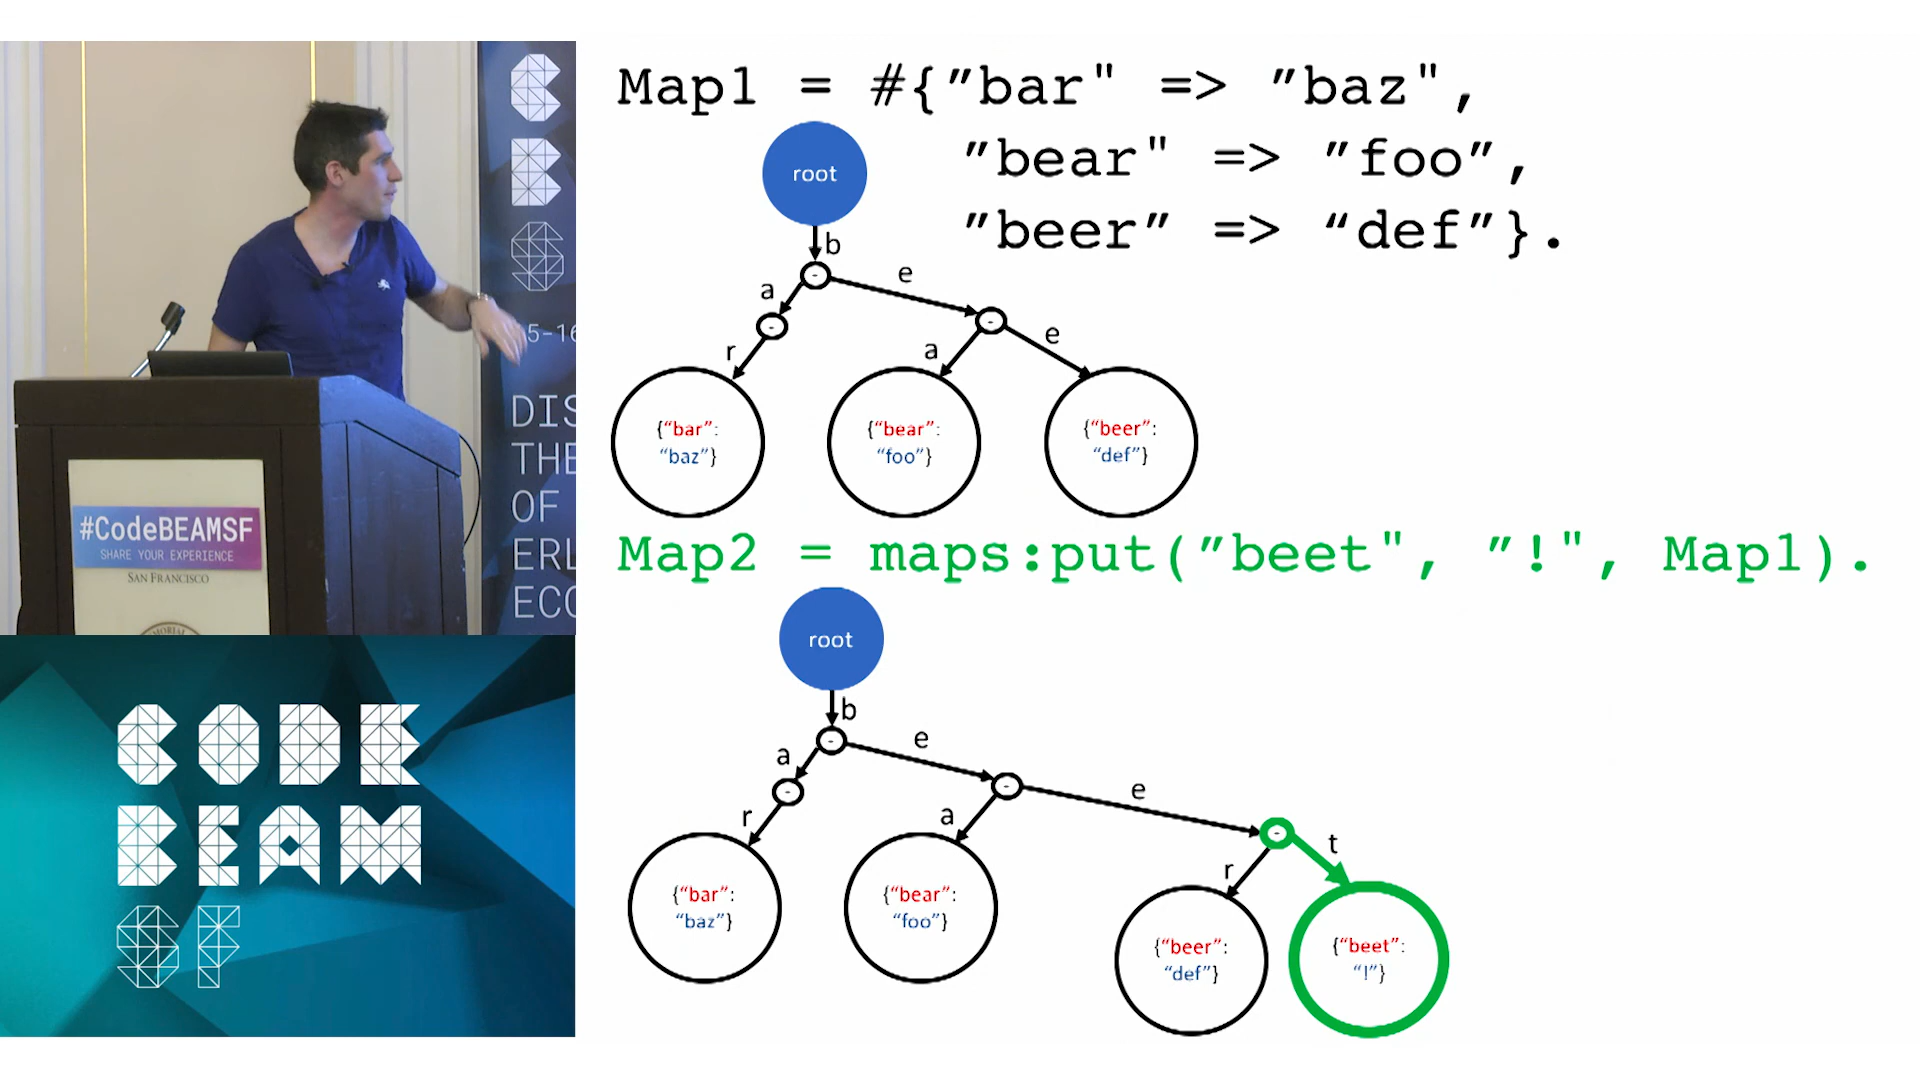 Map1 = #{”bar" => ”baz",
”bear" => ”foo”,
”beer” => “def”}.
root
b
a
e
r
a
e
{“bar”:
“baz”}
{“bear”:
“foo”}
{“beer”:
“def”}
Map2 = maps:put(”beet", ”!", Map1).
root
b
a
e
r
a
e
r
t
{“bar”:
“baz”}
{“bear”:
“foo”}
{“beer”:
“def”}
{“beet”:
“!”}
C
B
S
5-16
DIS
THE
OF
ERL
ECO
#CodeBEAMSF
SHARE YOUR EXPERIENCE
SAN FRANCISCO
CODE
BEAM
SF